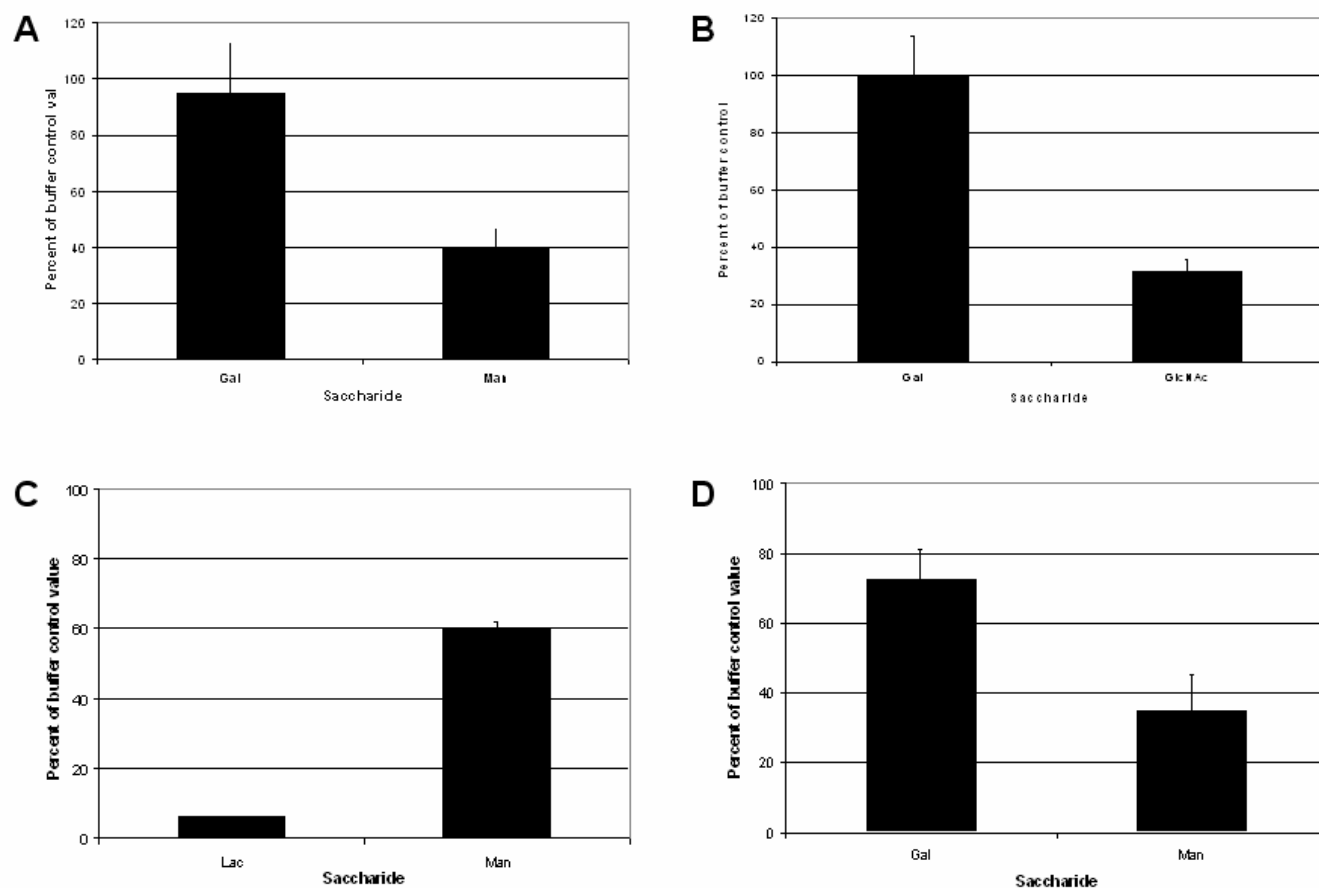 A
120
100
80
60
40
20
0
Percent of buffer control val
Gal Man
Saccharide
B
120
100
80
60
40
20
0
Percent of buffer control
Gal GlcNAc
Saccharide
C
100
80
60
40
20
0
Percent of buffer control value
Lac Man
Saccharide
D
100
80
60
40
20
0
Percent of buffer control value
Gal Man
Saccharide